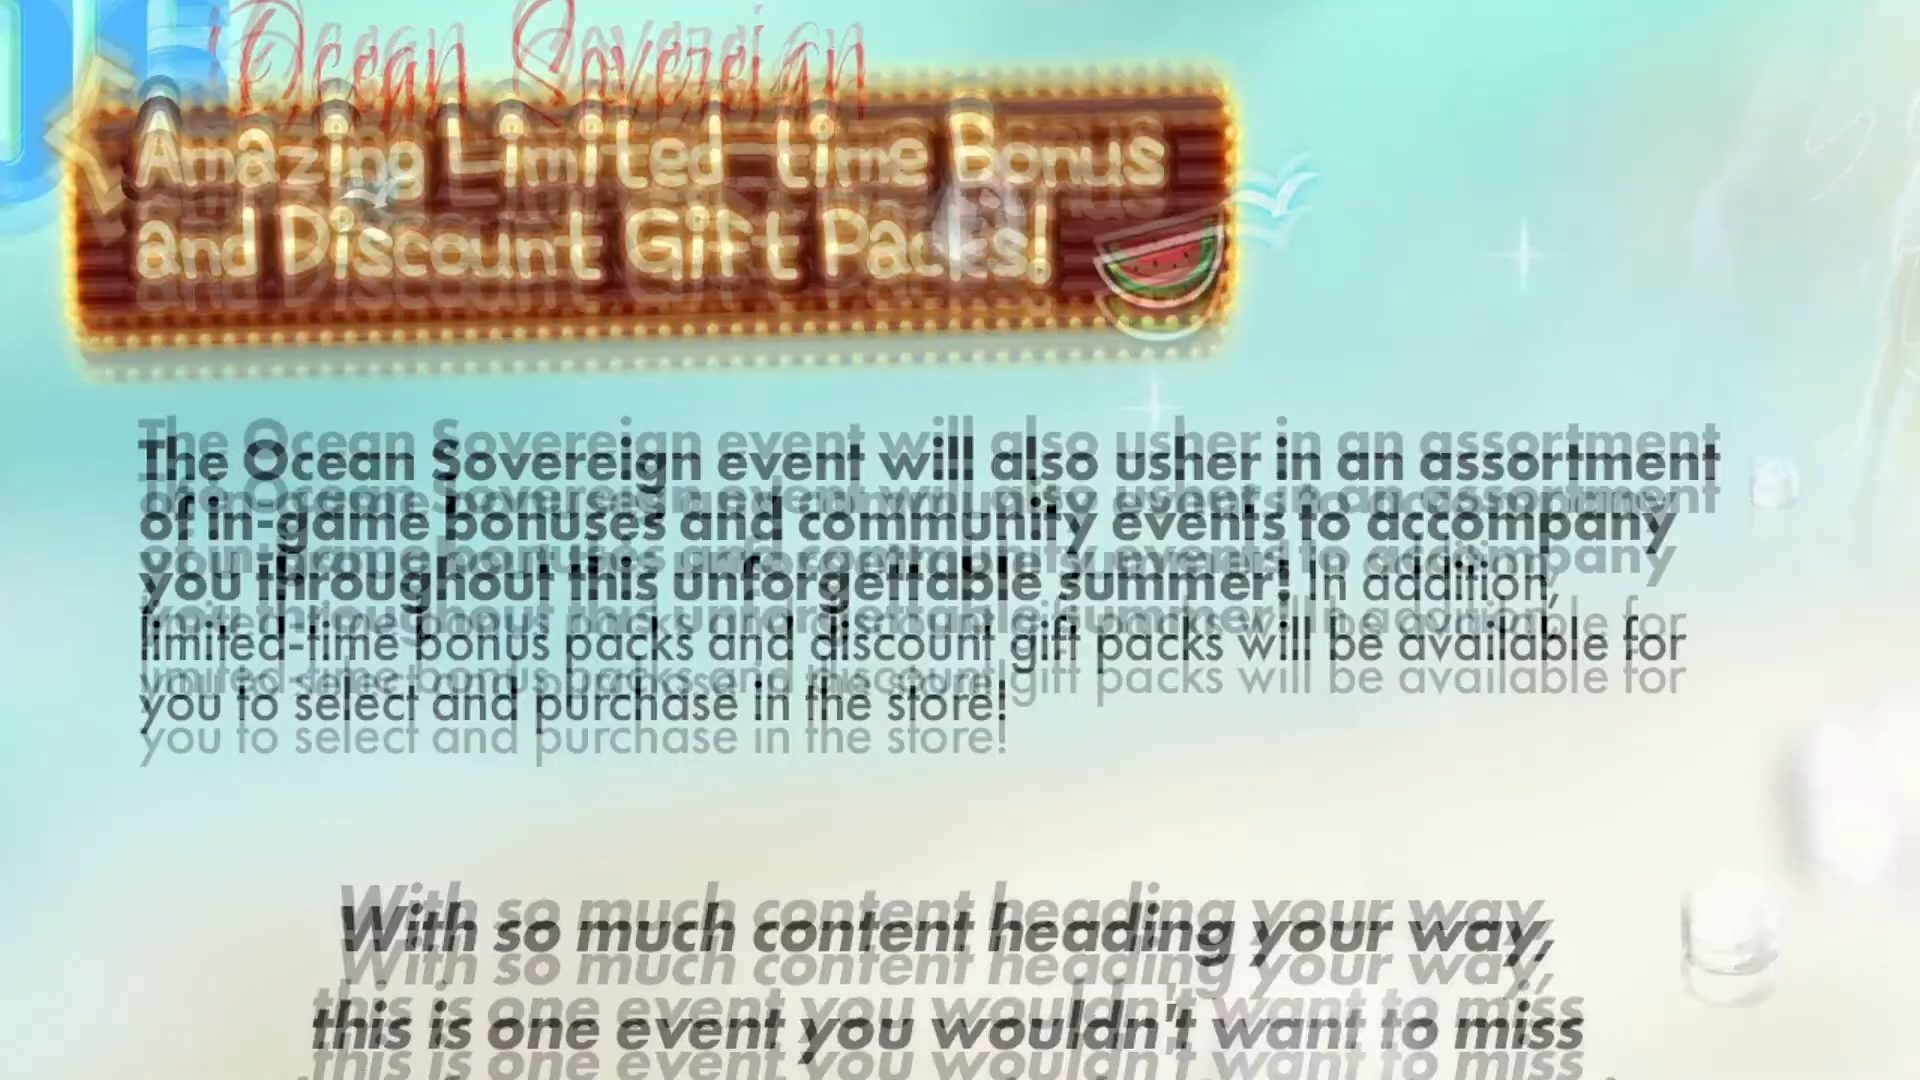 Ocean Sovereign
Amazing Limited-time Bonus
and Discount Gift Packs!
The Ocean Sovereign event will also usher in an assortment
of in-game bonuses and community events to accompany
you throughout this unforgettable summer! In addition,
limited-time bonus packs and discount gift packs will be available for
you to select and purchase in the store!
With so much content heading your way,
this is one event you wouldn't want to miss